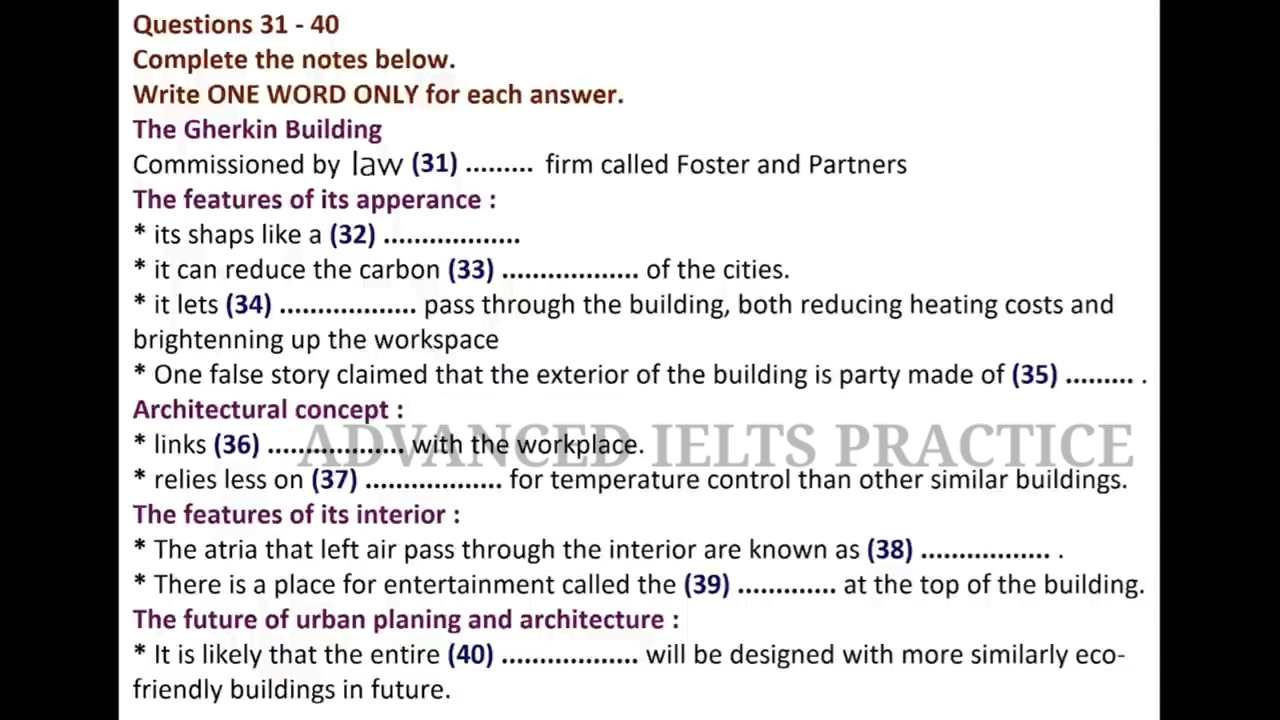 Questions 31 - 40
Complete the notes below.
Write ONE WORD ONLY for each answer.
The Gherkin Building
Commissioned by law (31) ......... firm called Foster and Partners
The features of its apperance :
* its shaps like a (32) ..................
* it can reduce the carbon (33) .................. of the cities.
* it lets (34) .................. pass through the building, both reducing heating costs and
brightenning up the workspace
* One false story claimed that the exterior of the building is party made of (35) ......... .
Architectural concept :
* links (36) .................. with the workplace.
ADVANCED IELTS PRACTICE
* relies less on (37) .................. for temperature control than other similar buildings.
The features of its interior :
* The atria that left air pass through the interior are known as (38) ................. .
* There is a place for entertainment called the (39) ............. at the top of the building.
The future of urban planing and architecture :
* It is likely that the entire (40) .................. will be designed with more similarly eco-
friendly buildings in future.